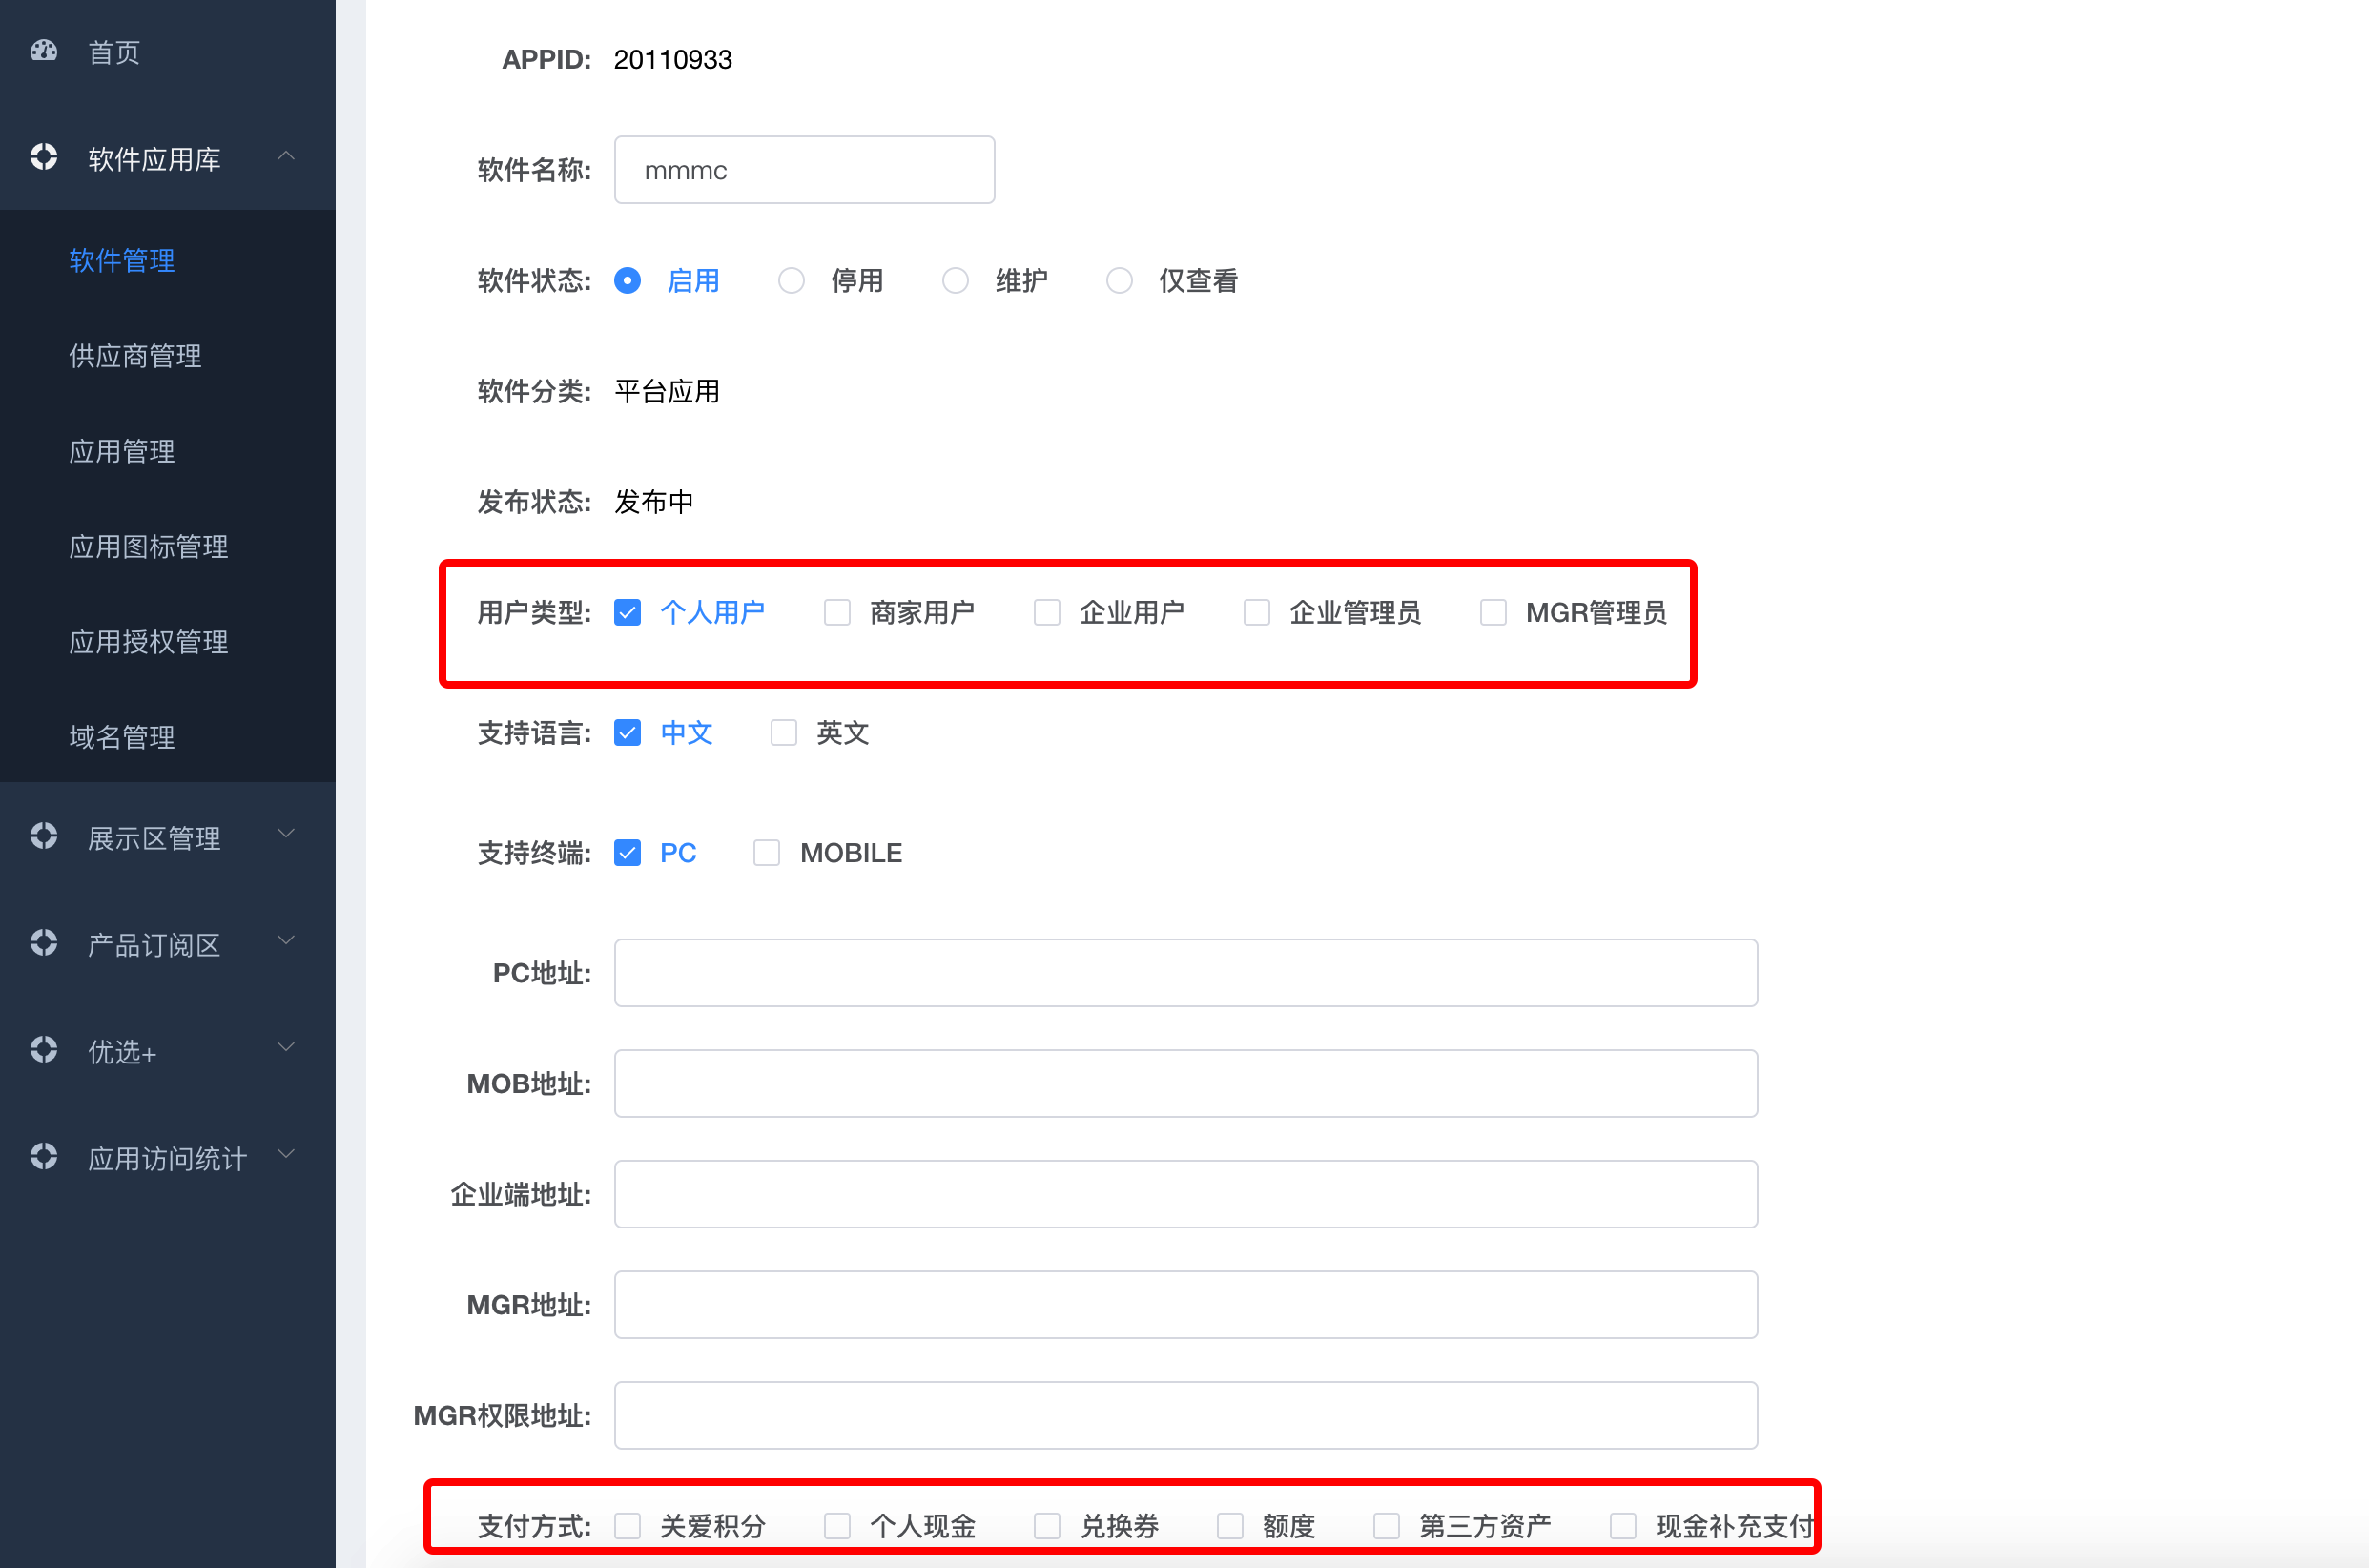 首页
软件应用库
软件管理
供应商管理
应用管理
应用图标管理
应用授权管理
域名管理
展示区管理
产品订阅区
优选+
应用访问统计
APPID: 20110933
软件名称: mmmc
软件状态: 启用 停用 维护 仅查看
软件分类: 平台应用
发布状态: 发布中
用户类型: 个人用户 商家用户 企业用户 企业管理员 MGR管理员
支持语言: 中文 英文
支持终端: PC MOBILE
PC地址:
MOB地址:
企业端地址:
MGR地址:
MGR权限地址:
支付方式: 关爱积分 个人现金 兑换券 额度 第三方资产 现金补充支付